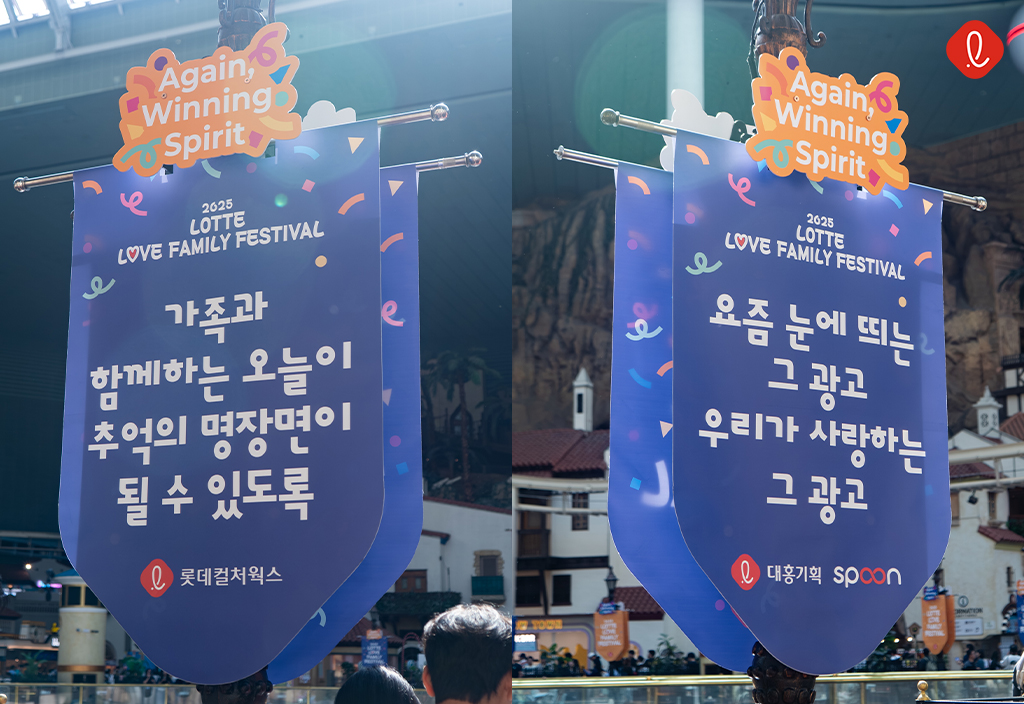 Again,
Winning
Spirit
2025
LOTTE
LOVE FAMILY FESTIVAL
가족과
함께하는 오늘이
추억의 명장면이
될 수 있도록
롯데컬처웍스
Again,
Winning
Spirit
2025
LOTTE
LOVE FAMILY FESTIVAL
요즘 눈에 띄는
그 광고
우리가 사랑하는
그 광고
대홍기획 spoon